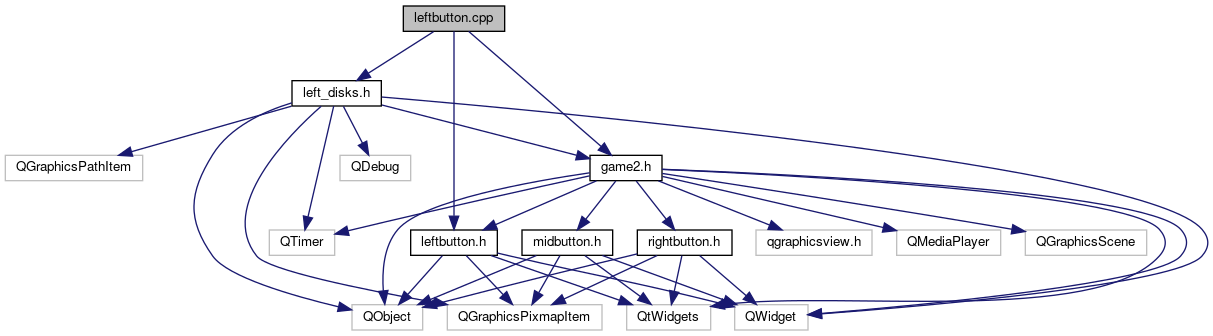 leftbutton.cpp
left_disks.h
QGraphicsPathItem
QDebug
game2.h
QTimer
leftbutton.h
midbutton.h
rightbutton.h
qgraphicsview.h
QMediaPlayer
QGraphicsScene
QObject
QGraphicsPixmapItem
QtWidgets
QWidget